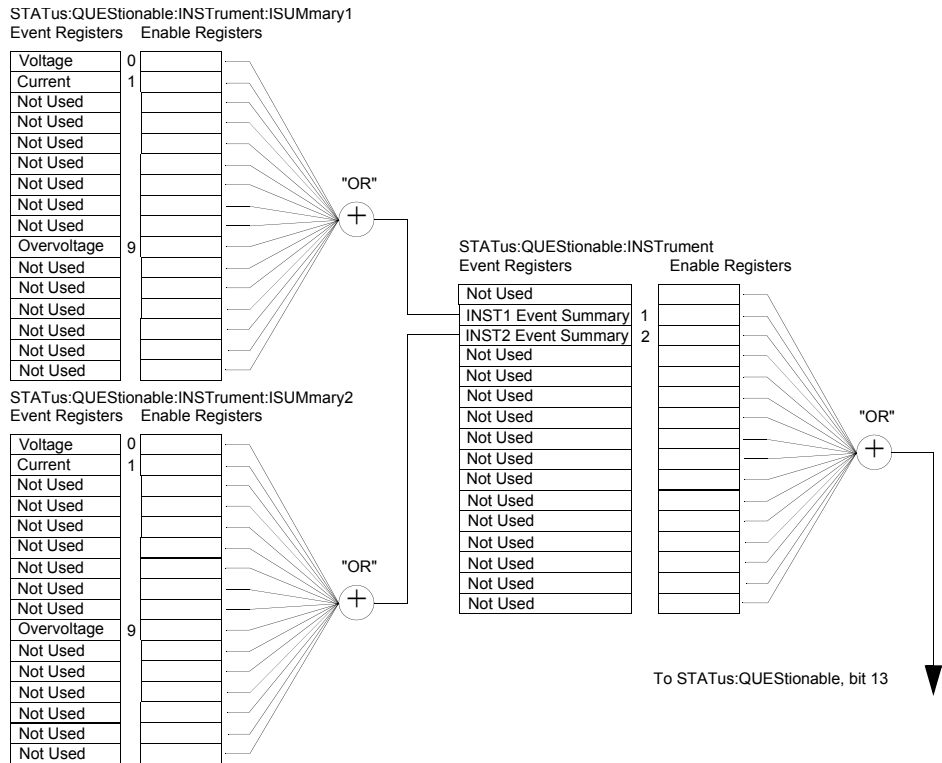 STATus:QUEStionable:INSTrument:ISUMmary1
Event Registers Enable Registers
Voltage 0
Current 1
Not Used
Not Used
Not Used
Not Used
Not Used
Not Used
Not Used
Overvoltage 9
Not Used
Not Used
Not Used
Not Used
Not Used
Not Used
"OR"
+
STATus:QUEStionable:INSTrument:ISUMmary2
Event Registers Enable Registers
Voltage 0
Current 1
Not Used
Not Used
Not Used
Not Used
Not Used
Not Used
Not Used
Overvoltage 9
Not Used
Not Used
Not Used
Not Used
Not Used
Not Used
"OR"
+
STATus:QUEStionable:INSTrument
Event Registers Enable Registers
Not Used
INST1 Event Summary 1
INST2 Event Summary 2
Not Used
Not Used
Not Used
Not Used
Not Used
Not Used
Not Used
Not Used
Not Used
Not Used
Not Used
Not Used
Not Used
"OR"
+
To STATus:QUEStionable, bit 13